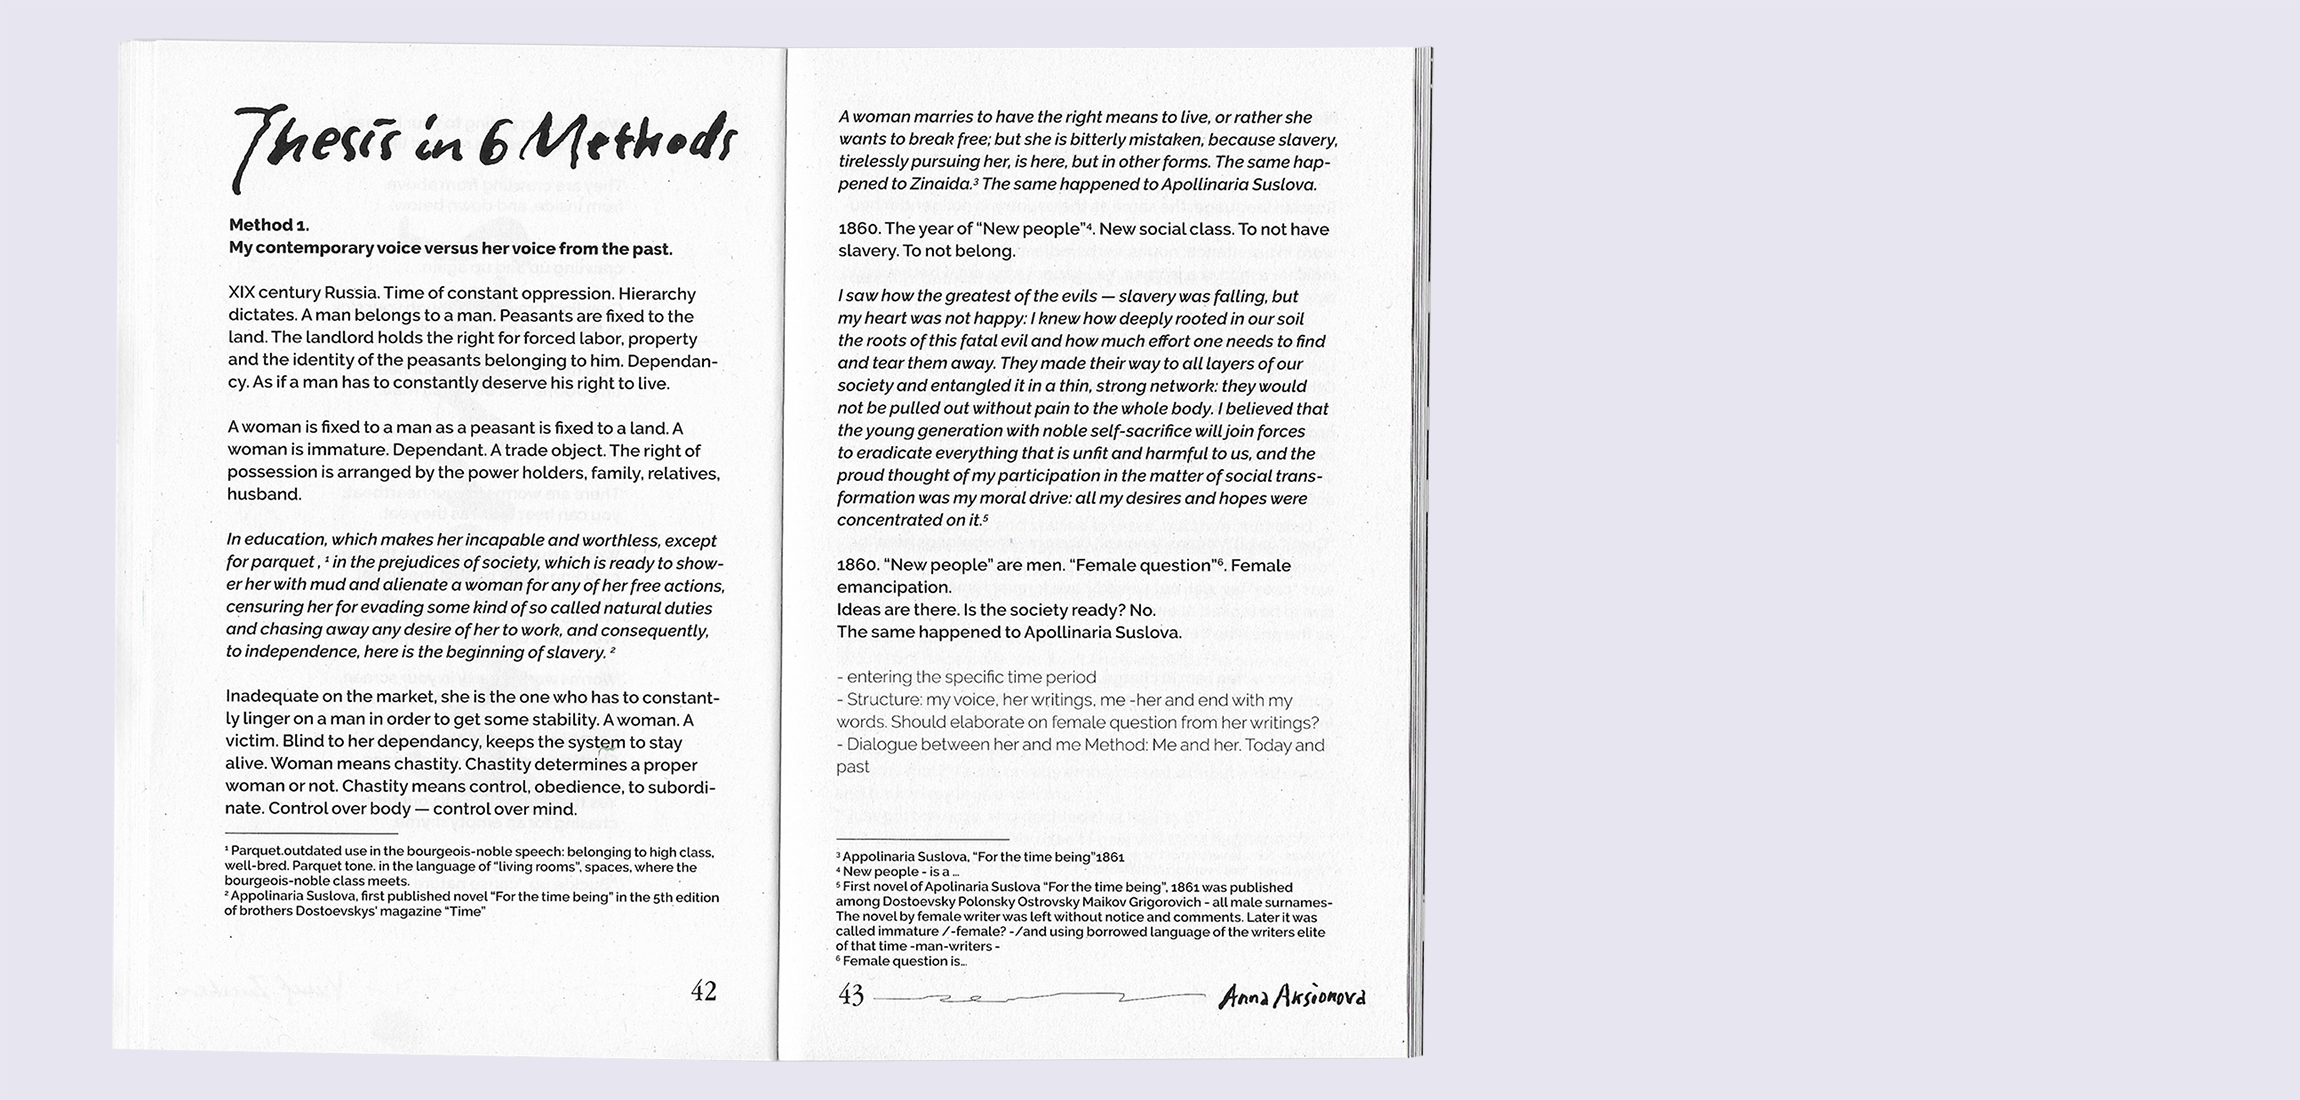 Thesis in 6 Methods
Method 1.
My contemporary voice versus her voice from the past.
XIX century Russia. Time of constant oppression. Hierarchy
dictates. A man belongs to a man. Peasants are fixed to the
land. The landlord holds the right for forced labor, property
and the identity of the peasants belonging to him. Dependan-
cy. As if a man has to constantly deserve his right to live.
A woman is fixed to a man as a peasant is fixed to a land. A
woman is immature. Dependant. A trade object. The right of
possession is arranged by the power holders, family, relatives,
husband.
In education, which makes her incapable and worthless, except
for parquet , ¹ in the prejudices of society, which is ready to show-
er her with mud and alienate a woman for any of her free actions,
censuring her for evading some kind of so called natural duties
and chasing away any desire of her to work, and consequently,
to independence, here is the beginning of slavery. ²
Inadequate on the market, she is the one who has to constant-
ly linger on a man in order to get some stability. A woman. A
victim. Blind to her dependancy, keeps the system to stay
alive. Woman means chastity. Chastity determines a proper
woman or not. Chastity means control, obedience, to subordi-
nate. Control over body — control over mind.
¹ Parquet.outdated use in the bourgeois-noble speech: belonging to high class,
well-bred. Parquet tone. in the language of "living rooms", spaces, where the
bourgeois-noble class meets.
² Appolinaria Suslova, first published novel "For the time being" in the 5th edition
of brothers Dostoevskys' magazine "Time"
42
A woman marries to have the right means to live, or rather she
wants to break free; but she is bitterly mistaken, because slavery,
tirelessly pursuing her, is here, but in other forms. The same hap-
pened to Zinaida.³ The same happened to Apollinaria Suslova.
1860. The year of “New people”⁴. New social class. To not have
slavery. To not belong.
I saw how the greatest of the evils — slavery was falling, but
my heart was not happy: I knew how deeply rooted in our soil
the roots of this fatal evil and how much effort one needs to find
and tear them away. They made their way to all layers of our
society and entangled it in a thin, strong network: they would
not be pulled out without pain to the whole body. I believed that
the young generation with noble self-sacrifice will join forces
to eradicate everything that is unfit and harmful to us, and the
proud thought of my participation in the matter of social trans-
formation was my moral drive: all my desires and hopes were
concentrated on it.⁵
1860. “New people” are men. “Female question”⁶. Female
emancipation.
Ideas are there. Is the society ready? No.
The same happened to Apollinaria Suslova.
- entering the specific time period
- Structure: my voice, her writings, me -her and end with my
words. Should elaborate on female question from her writings?
- Dialogue between her and me Method: Me and her. Today and
past
³ Appolinaria Suslova, “For the time being”1861
⁴ New people - is a ...
⁵ First novel of Apolinaria Suslova “For the time being”, 1861 was published
among Dostoevsky Polonsky Ostrovsky Maikov Grigorovich - all male surnames-
The novel by female writer was left without notice and comments. Later it was
called immature /-female? -/and using borrowed language of the writers elite
of that time -man-writers -
⁶ Female question is...
43
Anna Aksionova